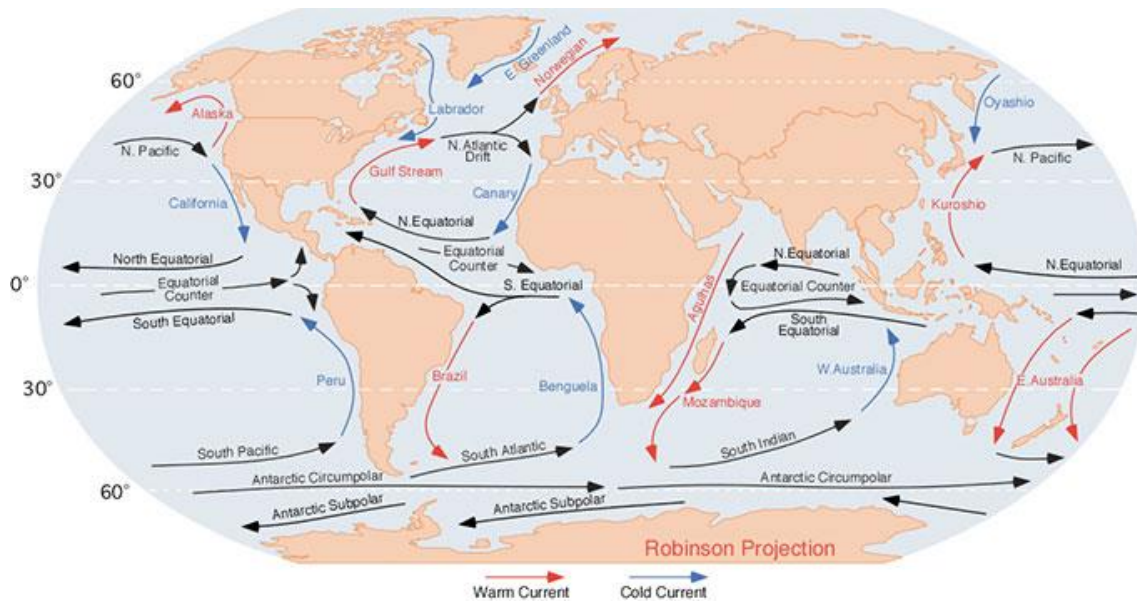 E. Greenland
Norwegian
60°
Alaska
Labrador
Oyashio
N. Pacific
N. Atlantic
Drift
N. Pacific
Gulf Stream
30°
Canary
California
Kuroshio
N.Equatorial
North Equatorial
Equatorial
Counter
N.Equatorial
N.Equatorial
Equatorial
Counter
0°
S. Equatorial
Equatorial Counter
Agulhas
South Equatorial
South
Equatorial
Peru
Brazil
Benguela
W. Australia
E. Australia
30°
Mozambique
South Pacific
South Atlantic
South Indian
Antarctic Circumpolar
Antarctic Circumpolar
60°
Antarctic Subpolar
Antarctic Subpolar
Robinson Projection
Warm Current
Cold Current